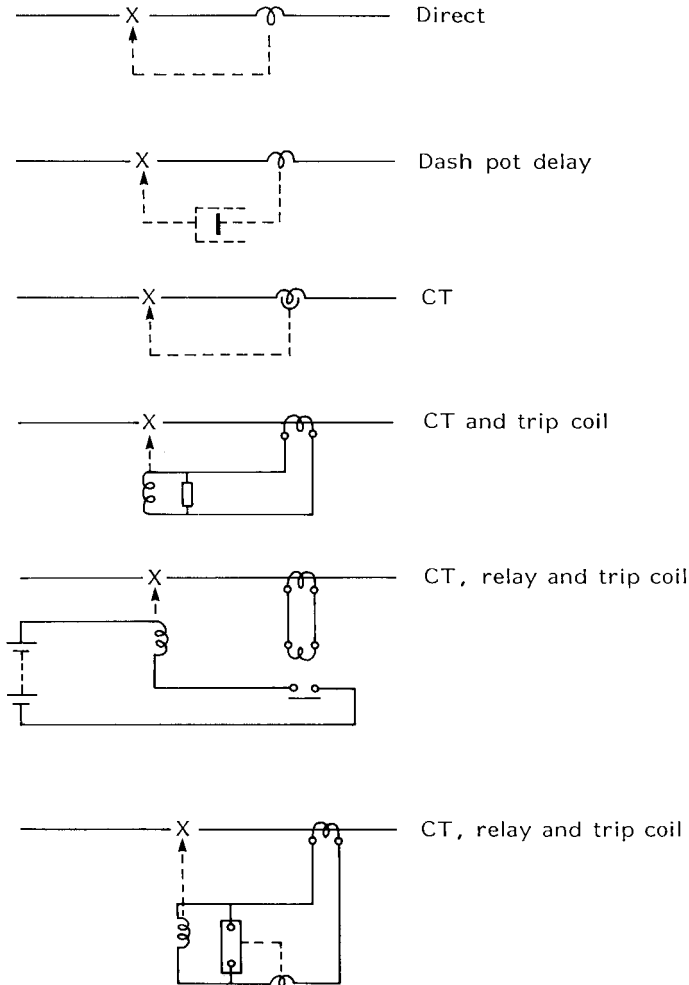 X Direct
X Dash pot delay
X CT
X CT and trip coil
X CT, relay and trip coil
X CT, relay and trip coil